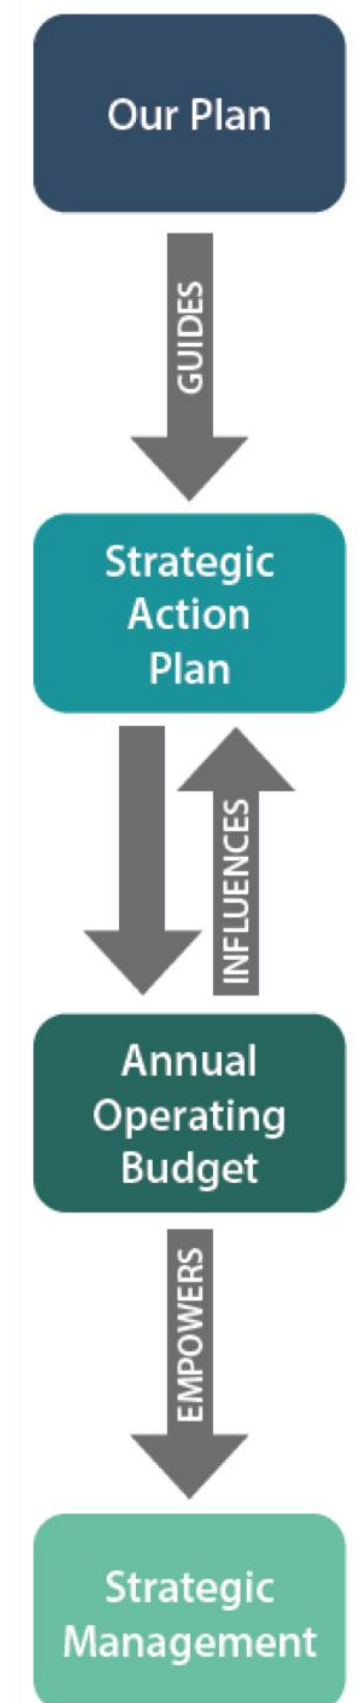 Our Plan
GUIDES
Strategic
Action
Plan
INFLUENCES
Annual
Operating
Budget
EMPOWERS
Strategic
Management